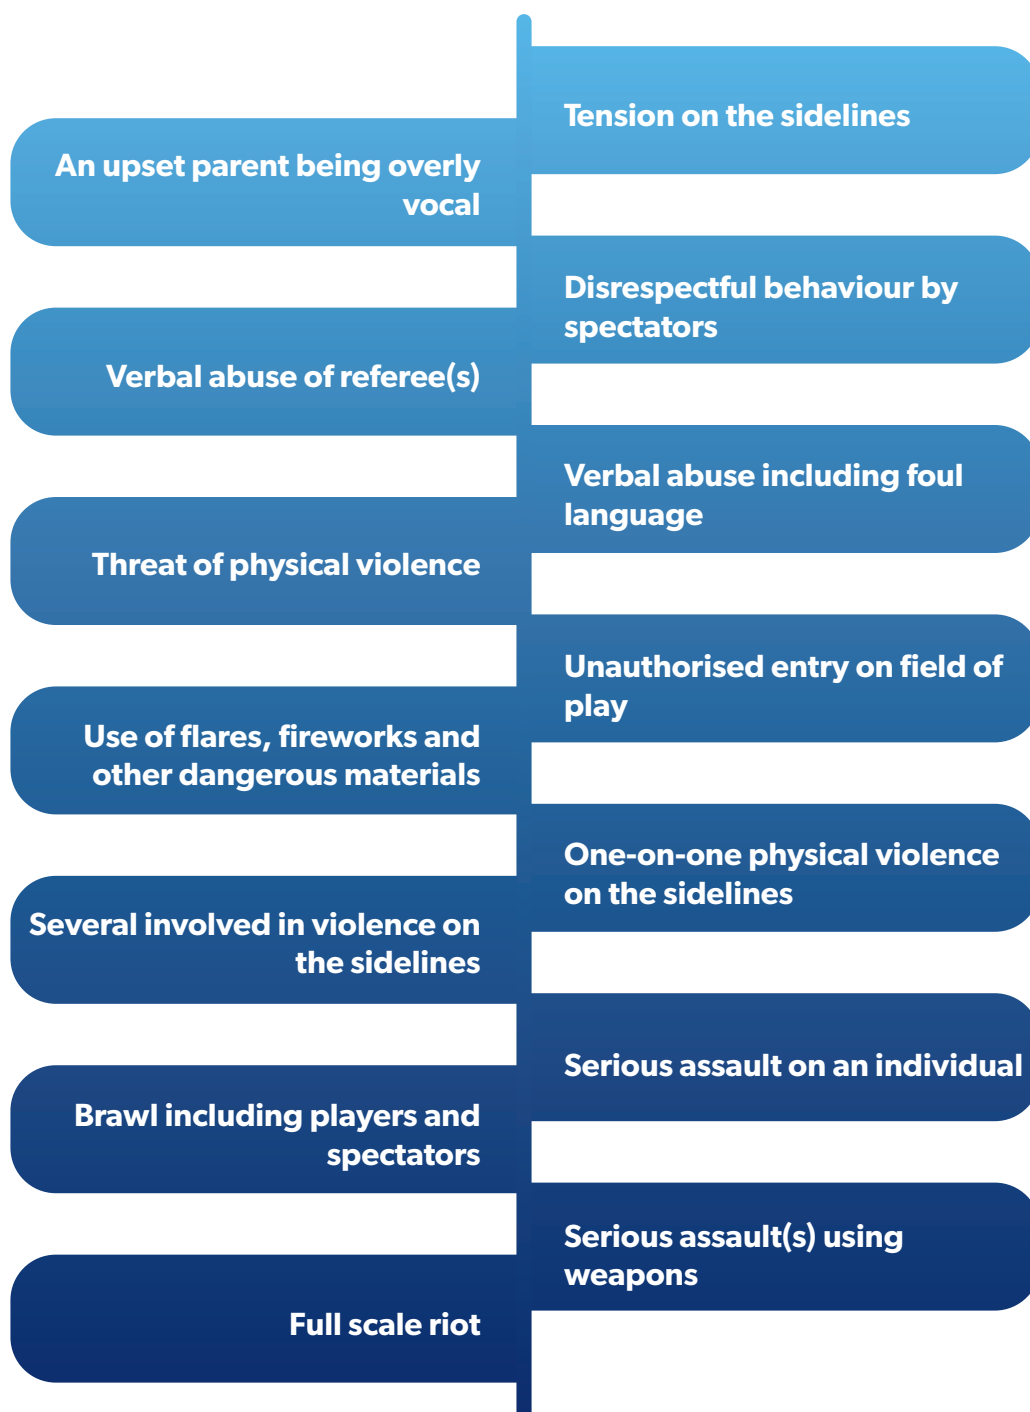 Tension on the sidelines
An upset parent being overly
vocal
Disrespectful behaviour by
spectators
Verbal abuse of referee(s)
Verbal abuse including foul
language
Threat of physical violence
Unauthorised entry on field of
play
Use of flares, fireworks and
other dangerous materials
One-on-one physical violence
on the sidelines
Several involved in violence on
the sidelines
Serious assault on an individual
Brawl including players and
spectators
Serious assault(s) using
weapons
Full scale riot